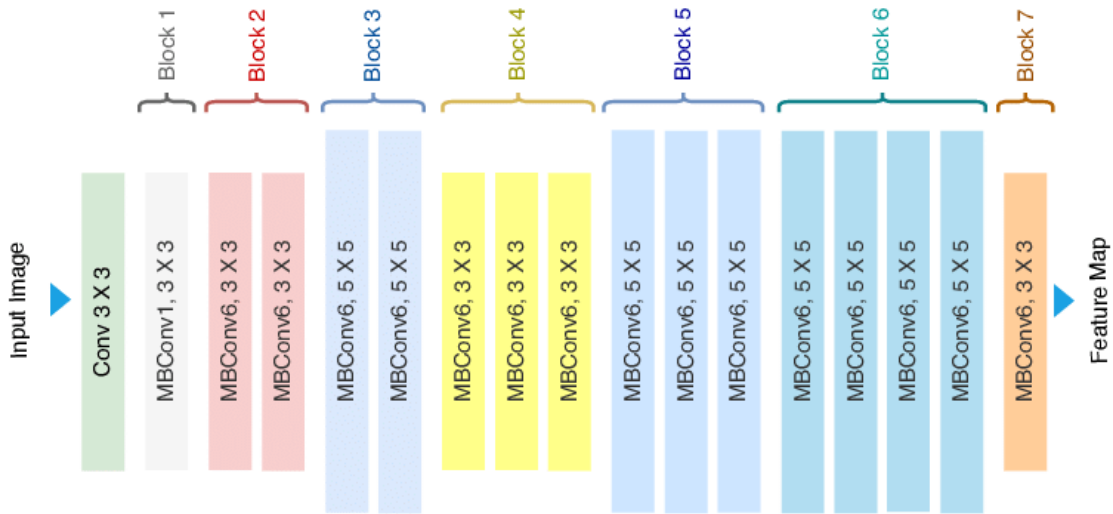 Input Image
Conv 3 X 3
Block 1
MBConv1, 3 X 3
Block 2
MBConv6, 3 X 3
MBConv6, 3 X 3
Block 3
MBConv6, 5 X 5
MBConv6, 5 X 5
Block 4
MBConv6, 3 X 3
MBConv6, 3 X 3
MBConv6, 3 X 3
Block 5
MBConv6, 5 X 5
MBConv6, 5 X 5
MBConv6, 5 X 5
Block 6
MBConv6, 5 X 5
MBConv6, 5 X 5
MBConv6, 5 X 5
MBConv6, 5 X 5
Block 7
MBConv6, 3 X 3
Feature Map